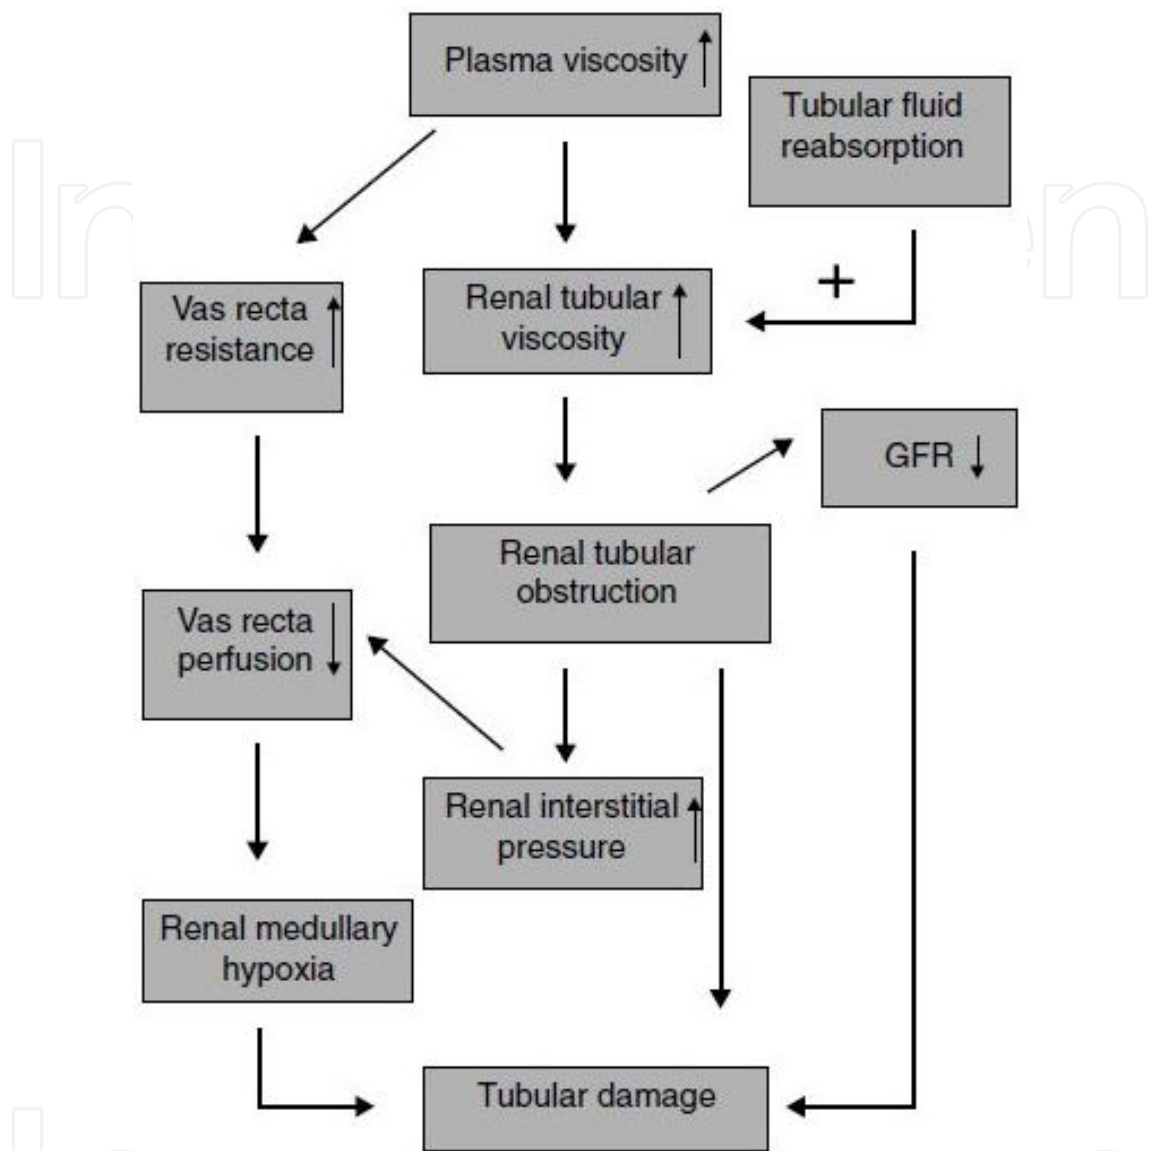 Plasma viscosity ↑
Tubular fluid
reabsorption
+
Vas recta
resistance ↑
Renal tubular
viscosity ↑
GFR ↓
Renal tubular
obstruction
Vas recta
perfusion ↓
Renal interstitial
pressure ↑
Renal medullary
hypoxia
Tubular damage